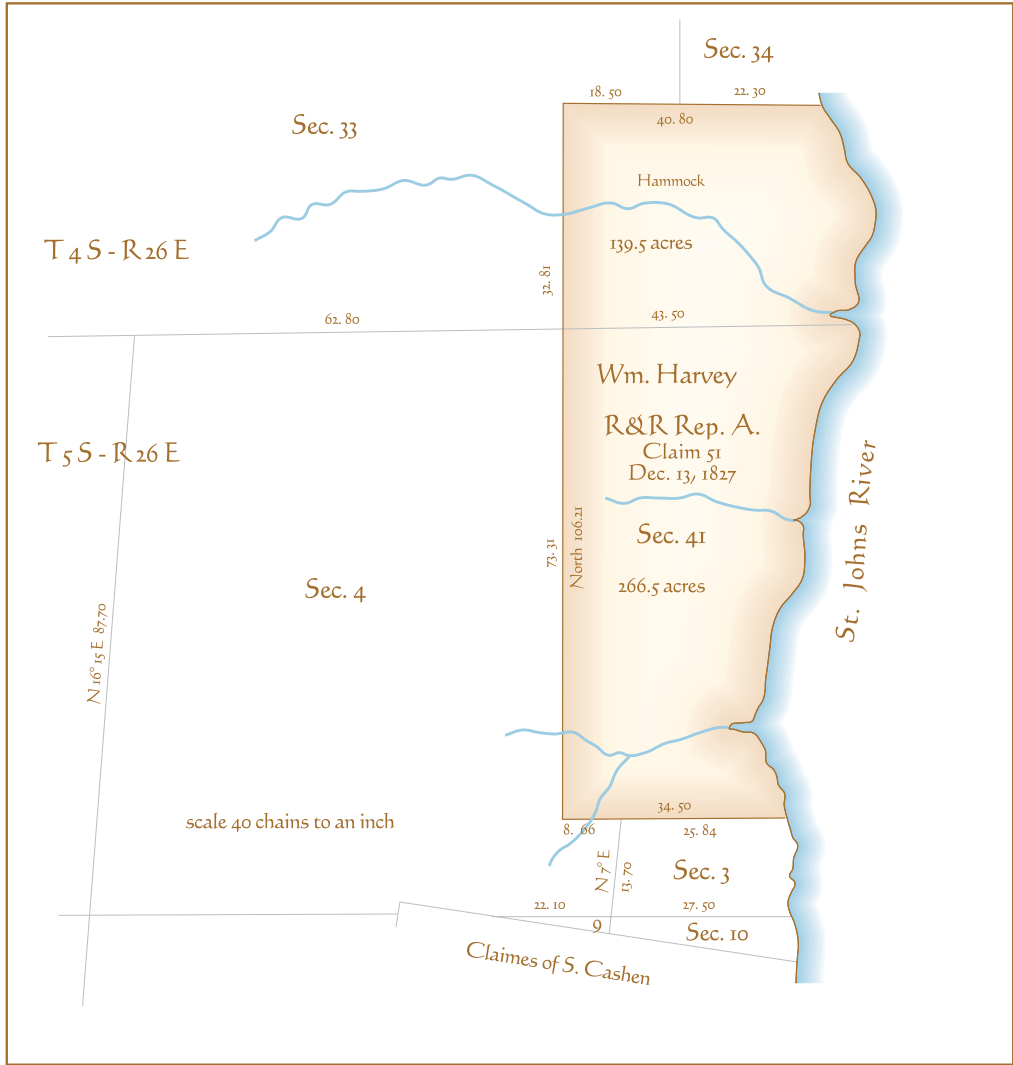 Sec. 34
18. 50
22. 30
40. 80
Sec. 33
Hammock
139.5 acres
T 4 S - R 26 E
32. 81
62. 80
43. 50
Wm. Harvey
R&R Rep. A.
Claim 51
Dec. 13, 1827
T 5 S - R 26 E
St. Johns River
Sec. 41
73. 31
North 106.21
266.5 acres
Sec. 4
N 16° 15 E 87.70
34. 50
scale 40 chains to an inch
8. 66
25. 84
N 7° E
13. 70
Sec. 3
22. 10
27. 50
9
Sec. 10
Claimes of S. Cashen